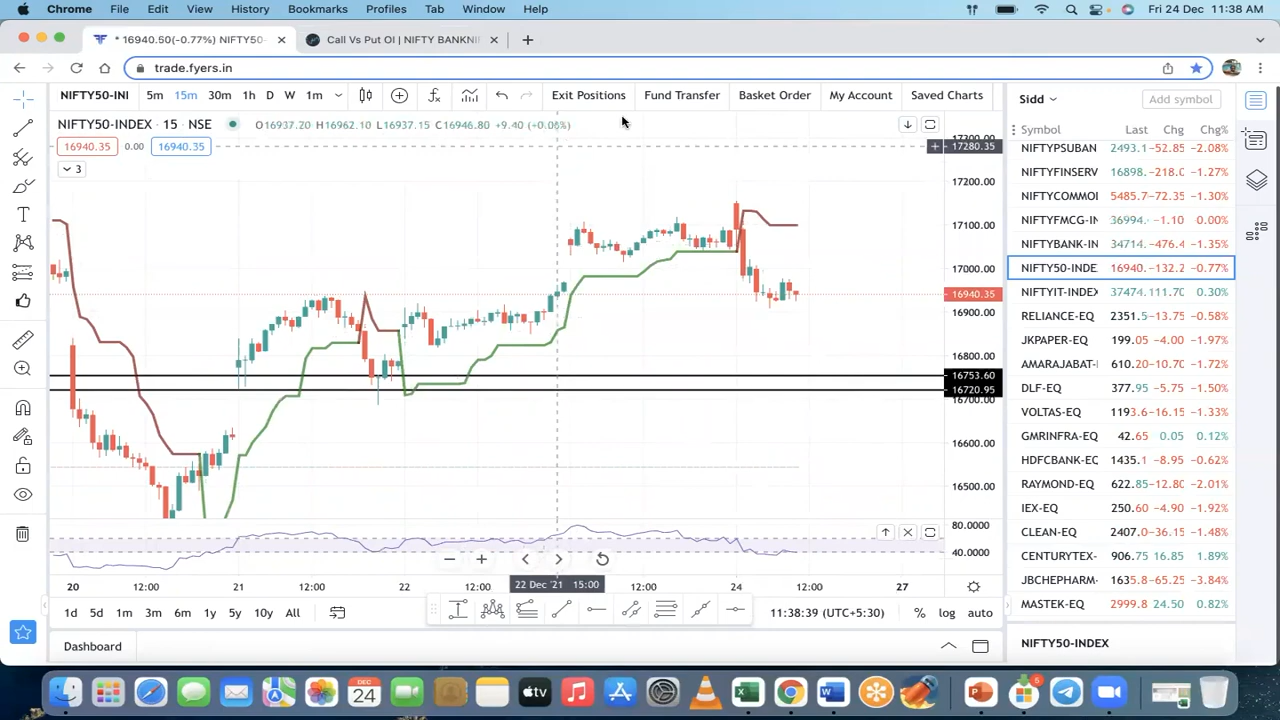 Chrome File Edit View History Bookmarks Profiles Tab Window Help Fri 24 Dec 11:38 AM
* 16940.50(-0.77%) NIFTY50- Call Vs Put OI | NIFTY BANKNI
trade.fyers.in
NIFTY50-INI 5m 15m 30m 1h D W 1m Exit Positions Fund Transfer Basket Order My Account Saved Charts
Sidd Add symbol
NIFTY50-INDEX · 15 · NSE O16937.20 H16962.10 L16937.15 C16946.80 +9.40 (+0.06%)
16940.35 0.00 16940.35
3
17300.00
17280.35
17200.00
17100.00
17000.00
16940.35
16900.00
16800.00
16753.60
16720.95
16700.00
16600.00
16500.00
80.0000
40.0000
20 12:00 21 12:00 22 12:00 22 Dec '21 15:00 12:00 24 12:00 27
1d 5d 1m 3m 6m 1y 5y 10y All 11:38:39 (UTC+5:30) % log auto
Dashboard
Symbol Last Chg Chg%
NIFTYPSUBAN 2493.1 -52.85 -2.08%
NIFTYFINSERV 16898. -218.0 -1.27%
NIFTYCOMMOI 5485.7 -72.35 -1.30%
NIFTYFMCG-IN 36994. -1.10 0.00%
NIFTYBANK-IN 34714. -476.4 -1.35%
NIFTY50-INDE 16940. -132.2 -0.77%
NIFTYIT-INDEX 37474. 111.70 0.30%
RELIANCE-EQ 2351.5 -13.75 -0.58%
JKPAPER-EQ 199.05 -4.00 -1.97%
AMARAJABAT- 610.20 -10.70 -1.72%
DLF-EQ 377.95 -5.75 -1.50%
VOLTAS-EQ 1193.6 -16.15 -1.33%
GMRINFRA-EQ 42.65 0.05 0.12%
HDFCBANK-EQ 1435.1 -8.95 -0.62%
RAYMOND-EQ 622.85 -12.80 -2.01%
IEX-EQ 250.60 -4.90 -1.92%
CLEAN-EQ 2407.0 -36.15 -1.48%
CENTURYTEX- 906.75 16.85 1.89%
JBCHEPHARM- 1635.8 -65.25 -3.84%
MASTEK-EQ 2999.8 24.50 0.82%
NIFTY50-INDEX
DEC
24
tv
6